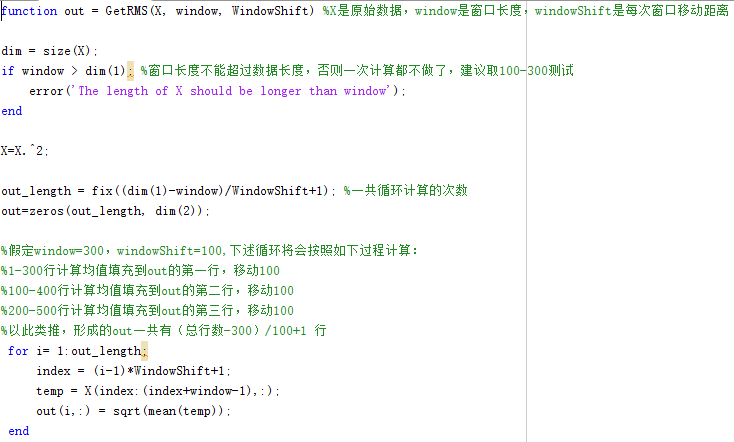 function out = GetRMS(X, window, WindowShift) %X是原始数据，window是窗口长度，windowShift是每次窗口移动距离
dim = size(X);
if window > dim(1); %窗口长度不能超过数据长度，否则一次计算都不做了，建议取100-300测试
error('The length of X should be longer than window');
end
X=X.^2;
out_length = fix((dim(1)-window)/WindowShift+1); %一共循环计算的次数
out=zeros(out_length, dim(2));
%假定window=300，windowShift=100,下述循环将会按照如下过程计算：
%1-300行计算均值填充到out的第一行，移动100
%100-400行计算均值填充到out的第二行，移动100
%200-500行计算均值填充到out的第三行，移动100
%以此类推，形成的out一共有（总行数-300）/100+1 行
for i= 1:out_length;
index = (i-1)*WindowShift+1;
temp = X(index:(index+window-1),:);
out(i,:) = sqrt(mean(temp));
end